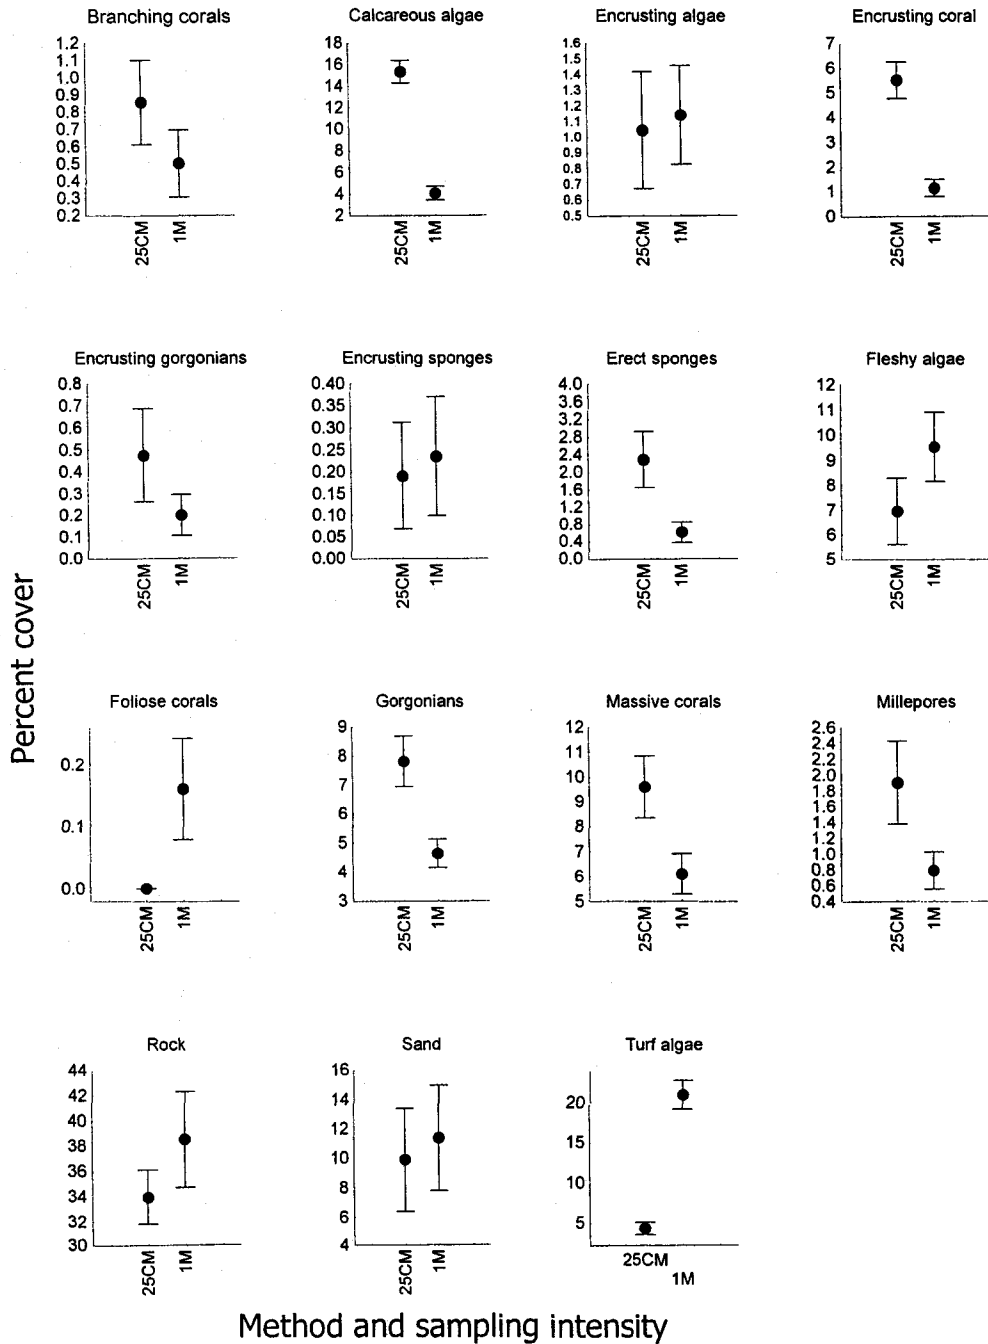 Branching corals
1.2
1.1
1.0
0.9
0.8
0.7
0.6
0.5
0.4
0.3
0.2
25CM
1M
Calcareous algae
18
16
14
12
10
8
6
4
2
25CM
1M
Encrusting algae
1.6
1.5
1.4
1.3
1.2
1.1
1.0
0.9
0.8
0.7
0.6
0.5
25CM
1M
Encrusting coral
7
6
5
4
3
2
1
0
25CM
1M
Encrusting gorgonians
0.8
0.7
0.6
0.5
0.4
0.3
0.2
0.1
0.0
25CM
1M
Encrusting sponges
0.40
0.35
0.30
0.25
0.20
0.15
0.10
0.05
0.00
25CM
1M
Erect sponges
4.0
3.6
3.2
2.8
2.4
2.0
1.6
1.2
0.8
0.4
0.0
25CM
1M
Fleshy algae
12
11
10
9
8
7
6
5
25CM
1M
Percent cover
Foliose corals
0.2
0.1
0.0
25CM
1M
Gorgonians
9
8
7
6
5
4
3
25CM
1M
Massive corals
12
11
10
9
8
7
6
5
25CM
1M
Millepores
2.6
2.4
2.2
2.0
1.8
1.6
1.4
1.2
1.0
0.8
0.6
0.4
25CM
1M
Rock
44
42
40
38
36
34
32
30
25CM
1M
Sand
16
14
12
10
8
6
4
25CM
1M
Turf algae
20
15
10
5
25CM
1M
Method and sampling intensity